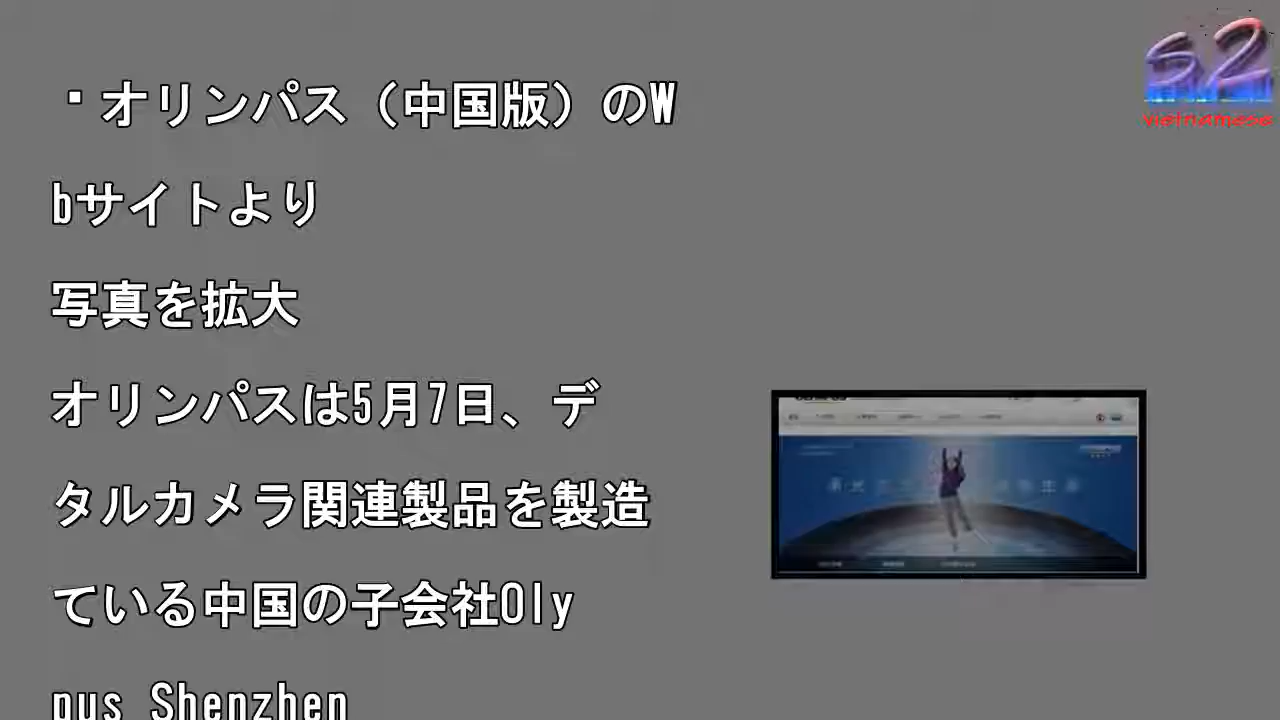 ・オリンパス（中国版）のW
bサイトより
写真を拡大
オリンパスは5月7日、デ
タルカメラ関連製品を製造
ている中国の子会社Oly
pus Shenzhen
S2
vietnamese